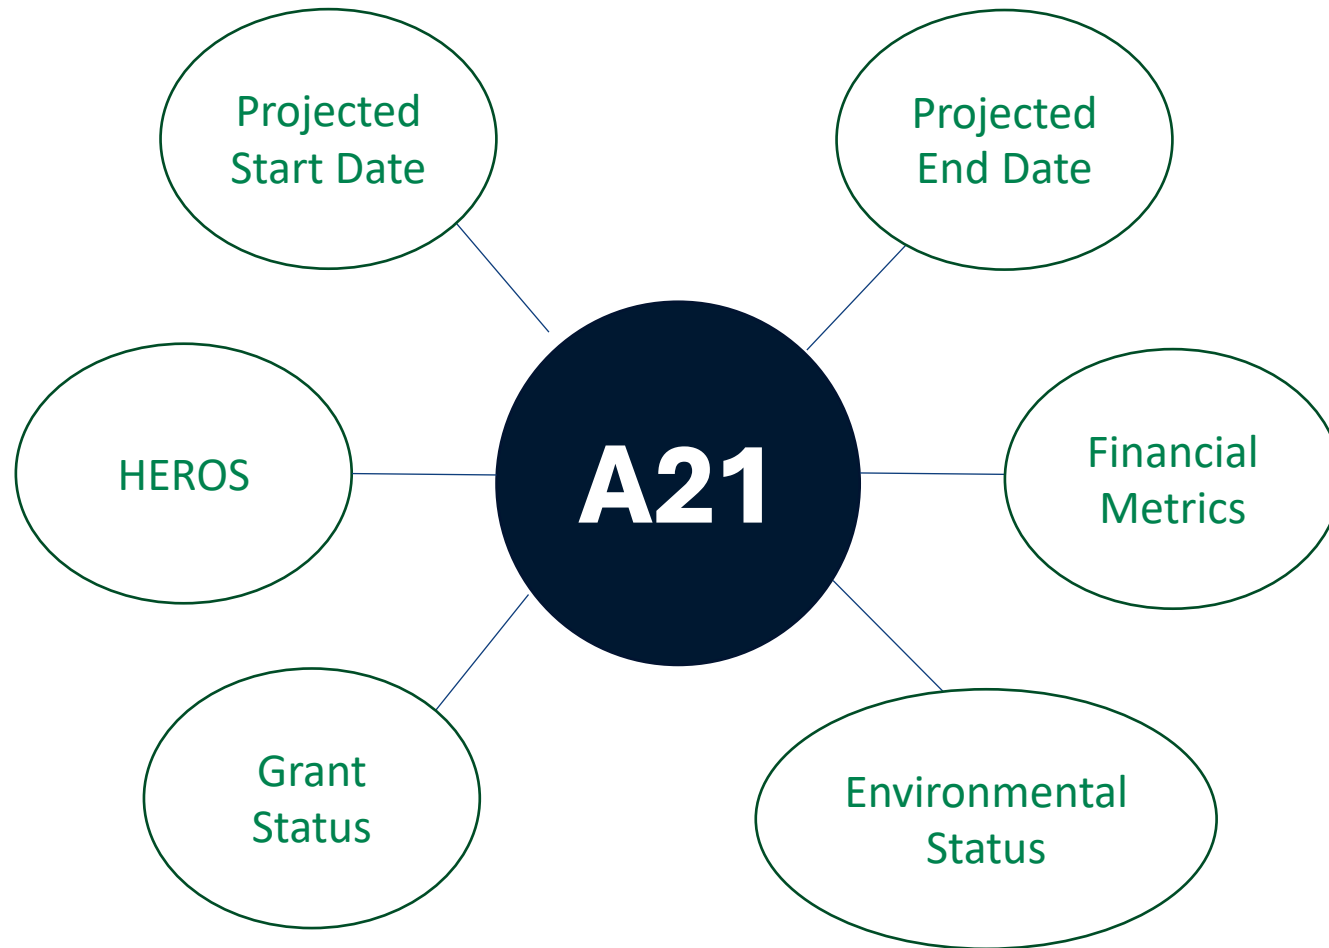 Projected
Start Date
Projected
End Date
HEROS
A21
Financial
Metrics
Grant
Status
Environmental
Status